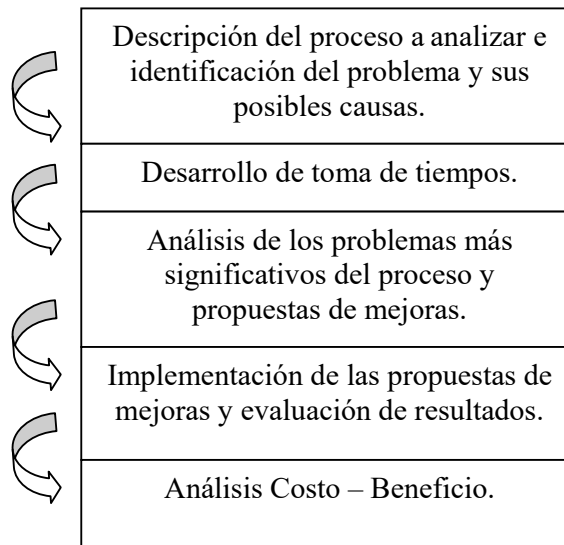 Descripción del proceso a analizar e
identificación del problema y sus
posibles causas.
Desarrollo de toma de tiempos.
Análisis de los problemas más
significativos del proceso y
propuestas de mejoras.
Implementación de las propuestas de
mejoras y evaluación de resultados.
Análisis Costo – Beneficio.